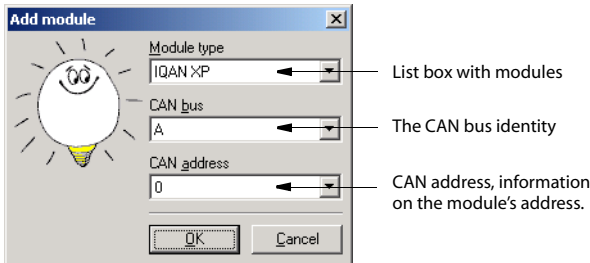 Add module
Module type
IQAN XP
List box with modules
CAN bus
A
The CAN bus identity
CAN address
0
CAN address, information
on the module's address.
OK
Cancel